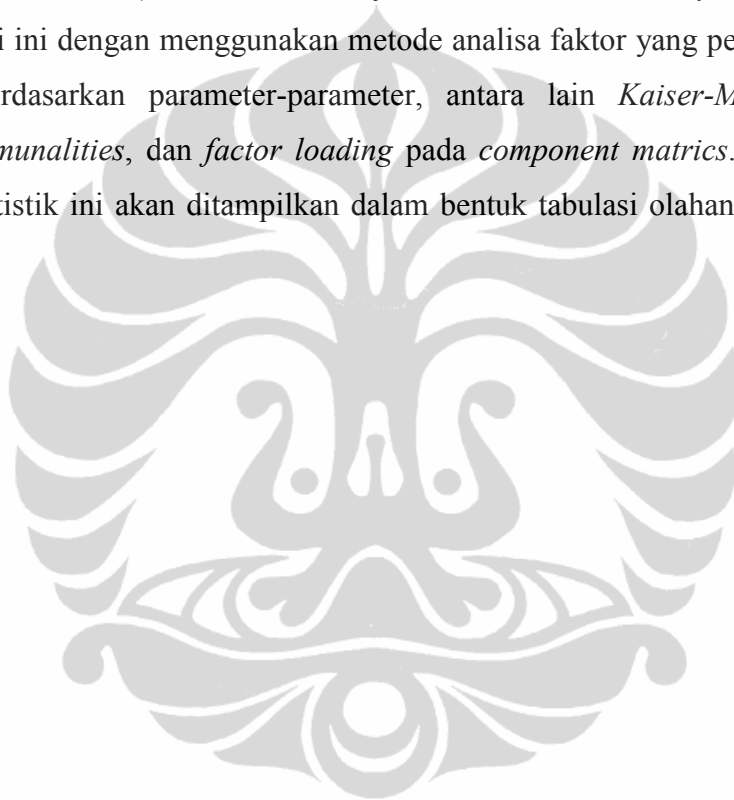 i ini dengan menggunakan metode analisa faktor yang pe
rdasarkan parameter-parameter, antara lain Kaiser-M
munalities, dan factor loading pada component matrics.
tistik ini akan ditampilkan dalam bentuk tabulasi olahan